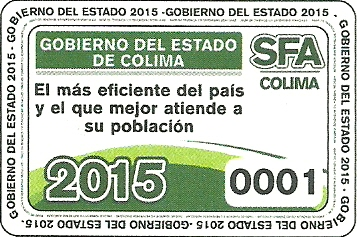 GOBIERNO DEL ESTADO 2015 -GOBIERNO DEL ESTADO 2015 -
GOBIERNO DEL ESTADO
DE COLIMA
SFA
COLIMA
El más eficiente del país
y el que mejor atiende a
su población
2015
0001
GOBIERNO DEL ESTADO 2015 -
GOBIERNO DEL ESTADO 2015 -
GOBIERNO DEL ESTADO 2015 -GOBIERNO DEL ESTADO 2015-